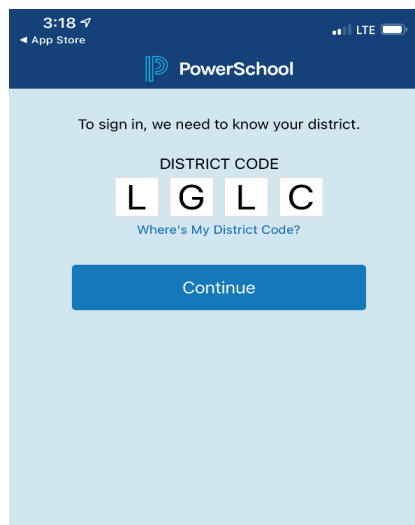 3:18
LTE
◀ App Store
PowerSchool
To sign in, we need to know your district.
DISTRICT CODE
L G L C
Where's My District Code?
Continue